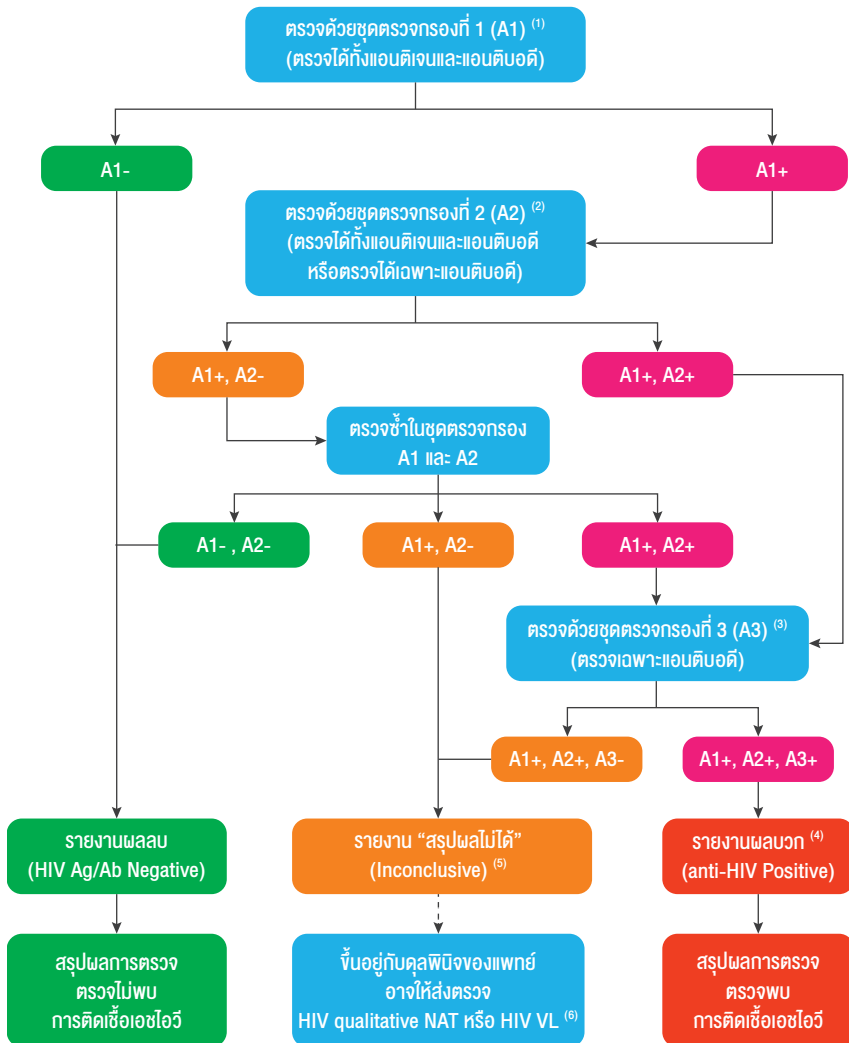 ตรวจด้วยชุดตรวจกรองที่ 1 (A1) (1)
(ตรวจได้ทั้งแอนติเจนและแอนติบอดี)
A1-
A1+
ตรวจด้วยชุดตรวจกรองที่ 2 (A2) (2)
(ตรวจได้ทั้งแอนติเจนและแอนติบอดี
หรือตรวจได้เฉพาะแอนติบอดี)
A1+, A2-
A1+, A2+
ตรวจซ้ำในชุดตรวจกรอง
A1 และ A2
A1- , A2-
A1+, A2-
A1+, A2+
ตรวจด้วยชุดตรวจกรองที่ 3 (A3) (3)
(ตรวจเฉพาะแอนติบอดี)
A1+, A2+, A3-
A1+, A2+, A3+
รายงานผลลบ
(HIV Ag/Ab Negative)
รายงาน “สรุปผลไม่ได้”
(Inconclusive) (5)
รายงานผลบวก (4)
(anti-HIV Positive)
สรุปผลการตรวจ
ตรวจไม่พบ
การติดเชื้อเอชไอวี
ขึ้นอยู่กับดุลพินิจของแพทย์
อาจให้ส่งตรวจ
HIV qualitative NAT หรือ HIV VL (6)
สรุปผลการตรวจ
ตรวจพบ
การติดเชื้อเอชไอวี